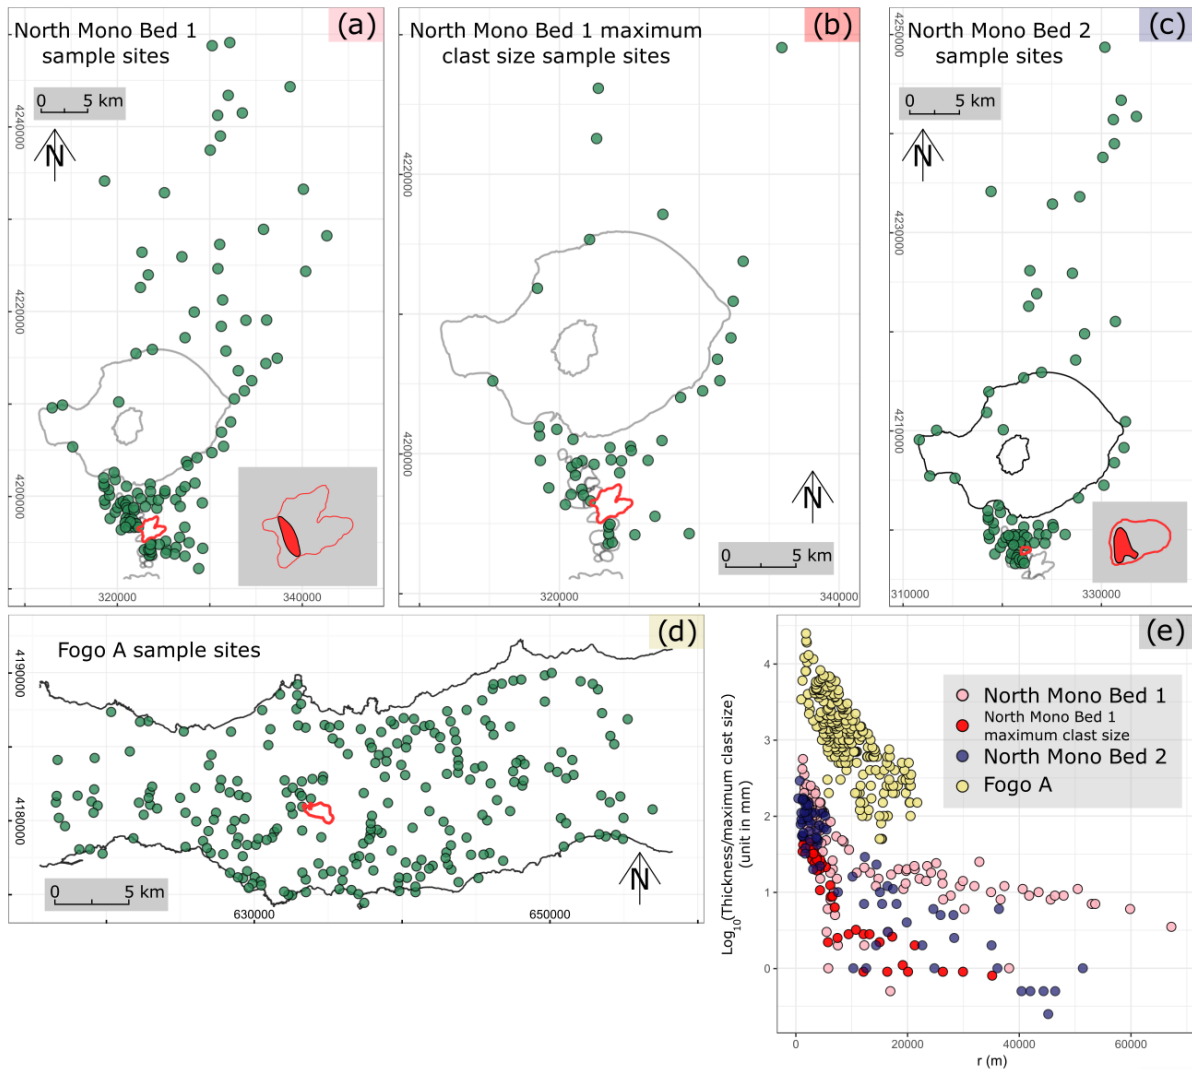 North Mono Bed 1
sample sites
(a)
0 5 km
N
4240000
4220000
4200000
320000
340000
North Mono Bed 1 maximum
clast size sample sites
(b)
4220000
4200000
N
0 5 km
320000
340000
North Mono Bed 2
sample sites
(c)
0 5 km
N
4250000
4230000
4210000
310000
330000
Fogo A sample sites
(d)
4190000
4180000
0 5 km
N
630000
650000
(e)
North Mono Bed 1
North Mono Bed 1
maximum clast size
North Mono Bed 2
Fogo A
Log10(Thickness/maximum clast size)
(unit in mm)
4
3
2
1
0
0
20000
40000
60000
r (m)